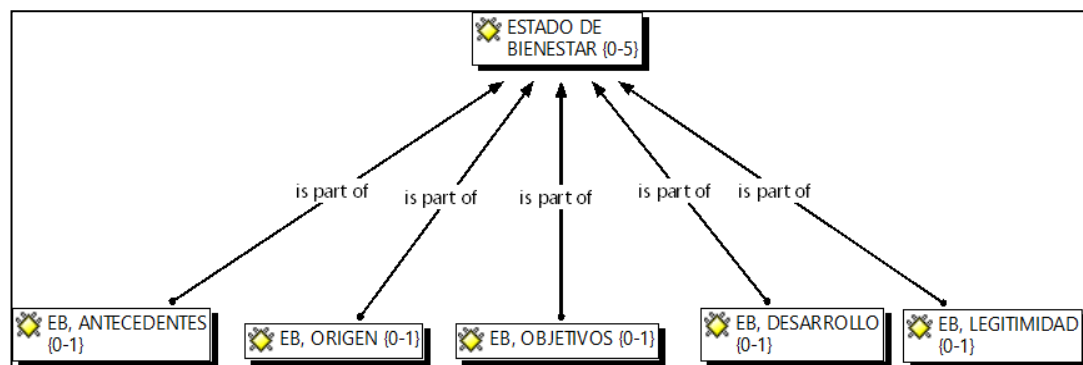 ESTADO DE
BIENESTAR {0-5}
is part of
is part of
is part of
is part of
is part of
EB, ANTECEDENTES
{0-1}
EB, ORIGEN {0-1}
EB, OBJETIVOS {0-1}
EB, DESARROLLO
{0-1}
EB, LEGITIMIDAD
{0-1}